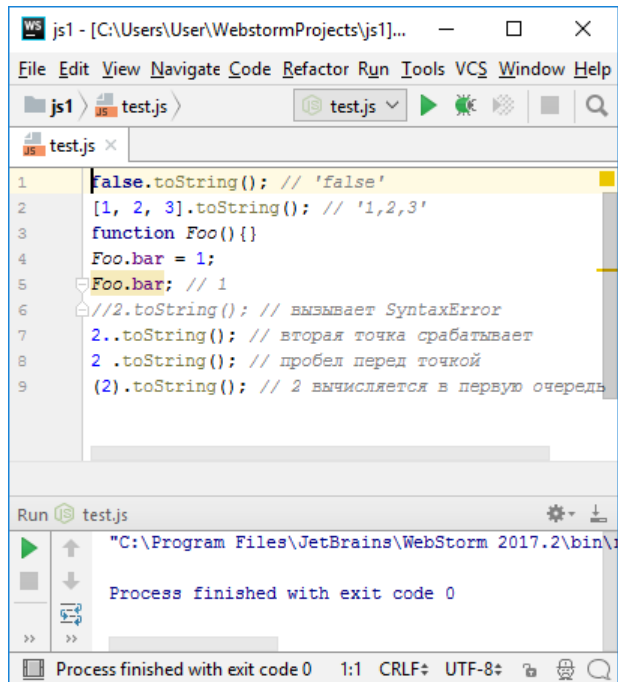 WS js1 - [C:\Users\User\WebstormProjects\js1]...
File Edit View Navigate Code Refactor Run Tools VCS Window Help
js1 JS test.js JS test.js
JS test.js
1 false.toString(); // 'false'
2 [1, 2, 3].toString(); // '1,2,3'
3 function Foo(){}
4 Foo.bar = 1;
5 Foo.bar; // 1
6 //2.toString(); // вызывает SyntaxError
7 2..toString(); // вторая точка срабатывает
8 2 .toString(); // пробел перед точкой
9 (2).toString(); // 2 вычисляется в первую очередь
Run JS test.js
"C:\Program Files\JetBrains\WebStorm 2017.2\bin\
Process finished with exit code 0
Process finished with exit code 0 1:1 CRLF UTF-8